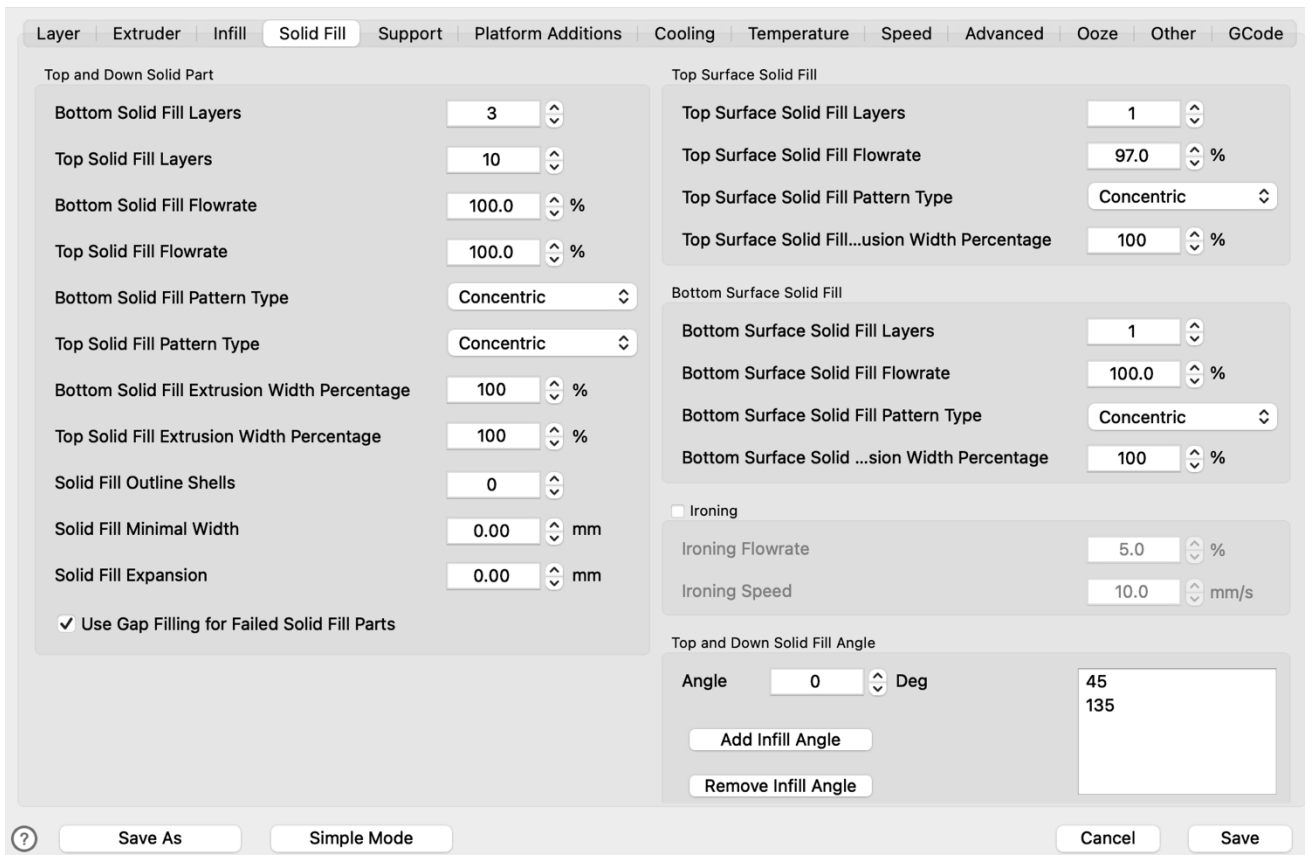 Layer Extruder Infill Solid Fill Support Platform Additions Cooling Temperature Speed Advanced Ooze Other GCode
Top and Down Solid Part
Bottom Solid Fill Layers 3
Top Solid Fill Layers 10
Bottom Solid Fill Flowrate 100.0 %
Top Solid Fill Flowrate 100.0 %
Bottom Solid Fill Pattern Type Concentric
Top Solid Fill Pattern Type Concentric
Bottom Solid Fill Extrusion Width Percentage 100 %
Top Solid Fill Extrusion Width Percentage 100 %
Solid Fill Outline Shells 0
Solid Fill Minimal Width 0.00 mm
Solid Fill Expansion 0.00 mm
Use Gap Filling for Failed Solid Fill Parts
Top Surface Solid Fill
Top Surface Solid Fill Layers 1
Top Surface Solid Fill Flowrate 97.0 %
Top Surface Solid Fill Pattern Type Concentric
Top Surface Solid Fill...usion Width Percentage 100 %
Bottom Surface Solid Fill
Bottom Surface Solid Fill Layers 1
Bottom Surface Solid Fill Flowrate 100.0 %
Bottom Surface Solid Fill Pattern Type Concentric
Bottom Surface Solid ...sion Width Percentage 100 %
Ironing
Ironing Flowrate 5.0 %
Ironing Speed 10.0 mm/s
Top and Down Solid Fill Angle
Angle 0 Deg
45
135
Add Infill Angle
Remove Infill Angle
? Save As Simple Mode Cancel Save